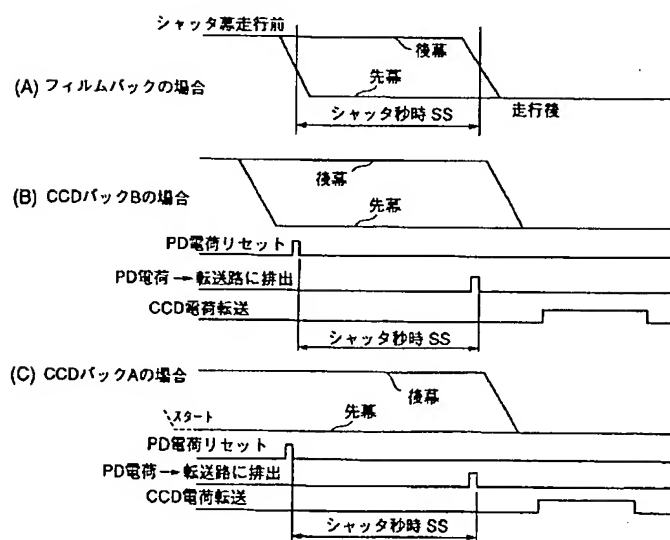 シャッタ幕走行前
後幕
(A) フィルムバックの場合
先幕
シャッタ秒時 SS
走行後
後幕
(B) CCDバックBの場合
先幕
PD電荷リセット
PD電荷→転送路に排出
CCD電荷転送
シャッタ秒時 SS
(C) CCDバックAの場合
後幕
スタート
先幕
PD電荷リセット
PD電荷→転送路に排出
CCD電荷転送
シャッタ秒時 SS